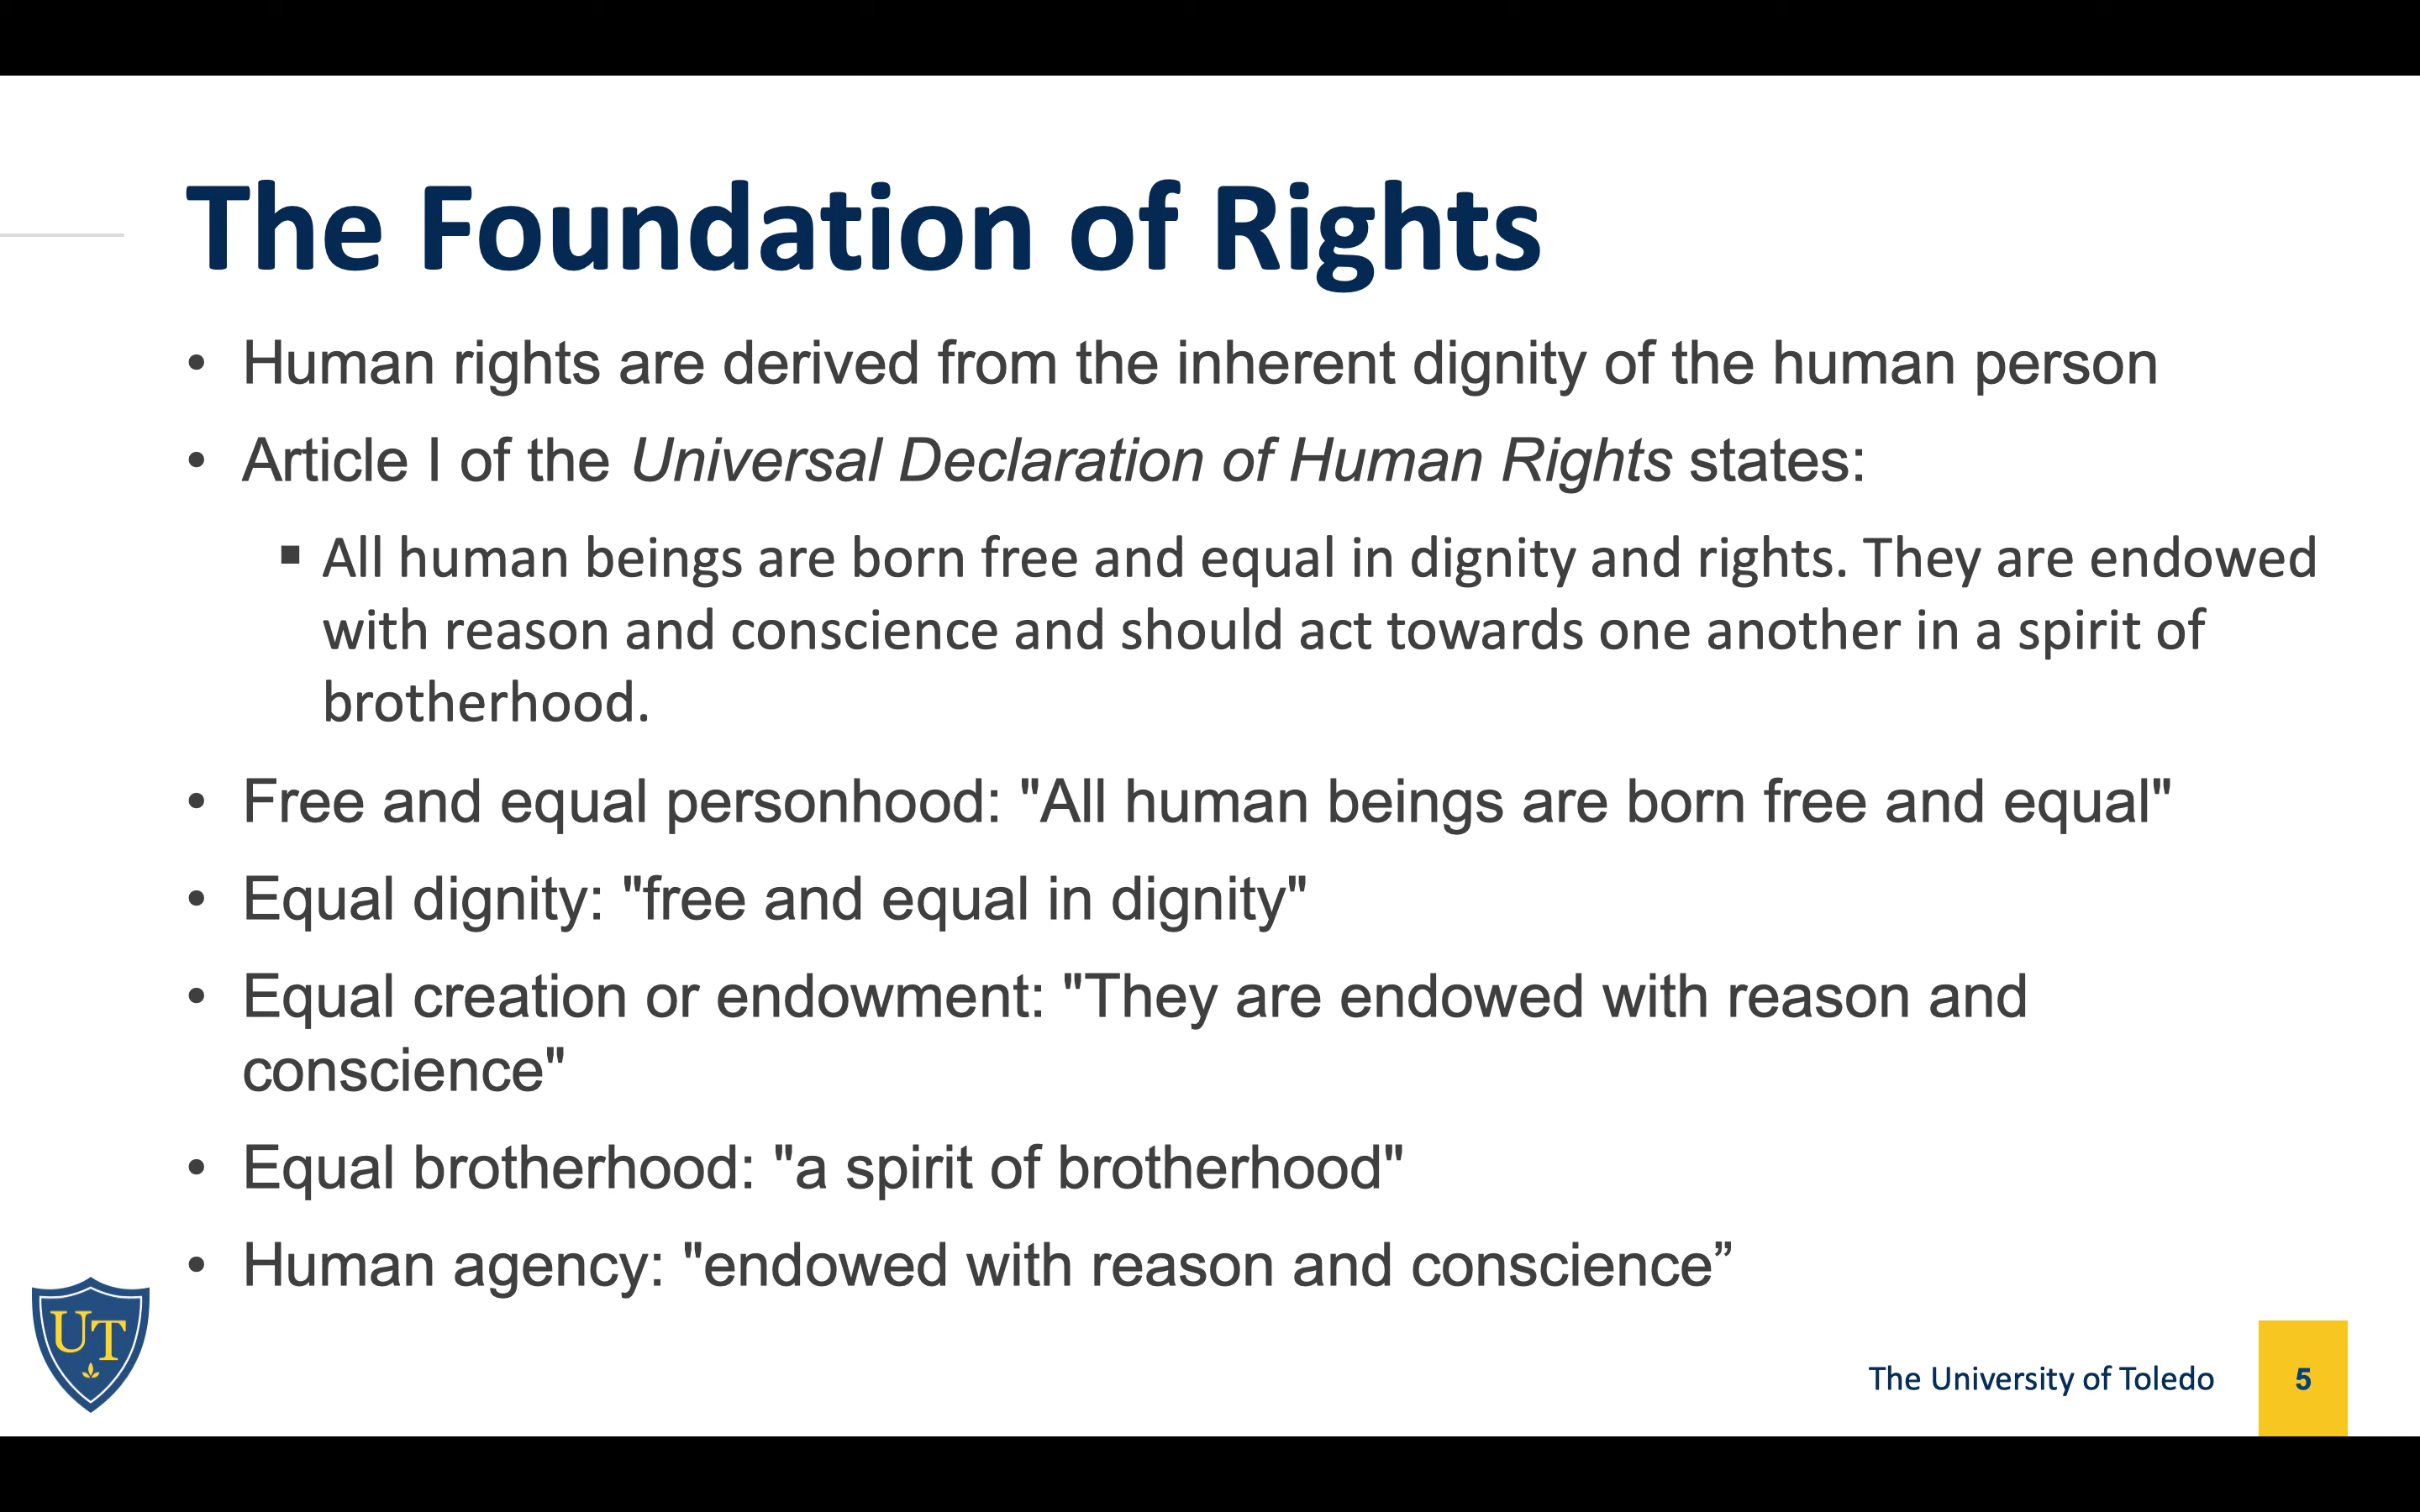 The Foundation of Rights
• Human rights are derived from the inherent dignity of the human person
• Article I of the Universal Declaration of Human Rights states:
▪ All human beings are born free and equal in dignity and rights. They are endowed
with reason and conscience and should act towards one another in a spirit of
brotherhood.
• Free and equal personhood: "All human beings are born free and equal"
• Equal dignity: "free and equal in dignity"
• Equal creation or endowment: "They are endowed with reason and
conscience"
• Equal brotherhood: "a spirit of brotherhood"
• Human agency: "endowed with reason and conscience”
UT
The University of Toledo
5